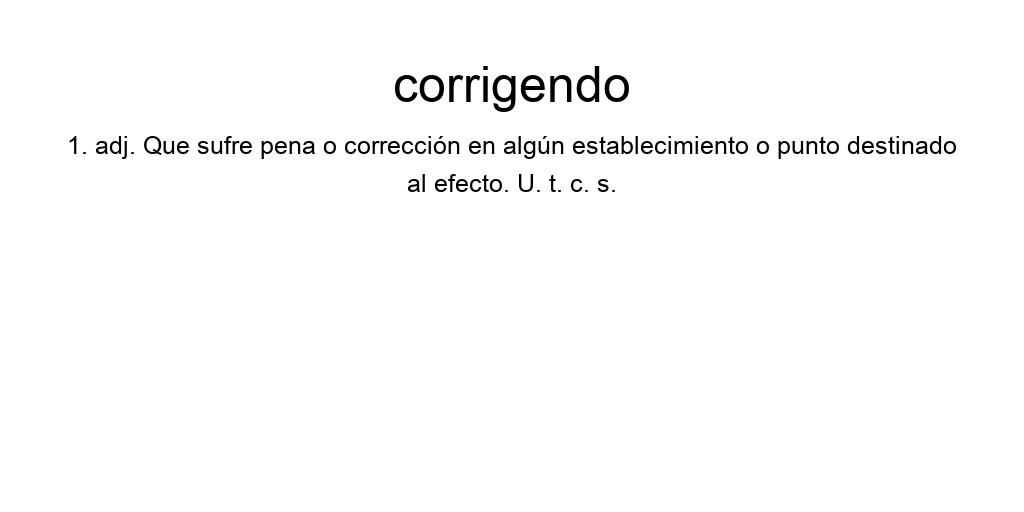 corrigendo
1. adj. Que sufre pena o corrección en algún establecimiento o punto destinado
al efecto. U. t. c. s.